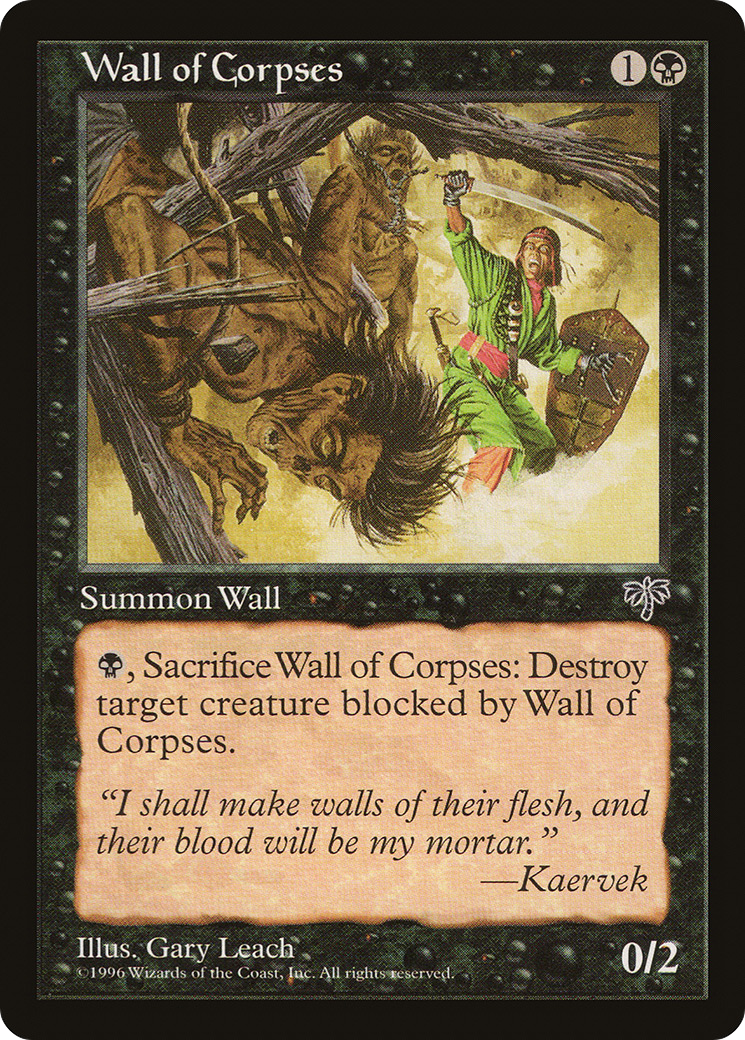 Wall of Corpses
1
Summon Wall
, Sacrifice Wall of Corpses: Destroy
target creature blocked by Wall of
Corpses.
“I shall make walls of their flesh, and
their blood will be my mortar.”
—Kaervek
Illus. Gary Leach
©1996 Wizards of the Coast, Inc. All rights reserved.
0/2